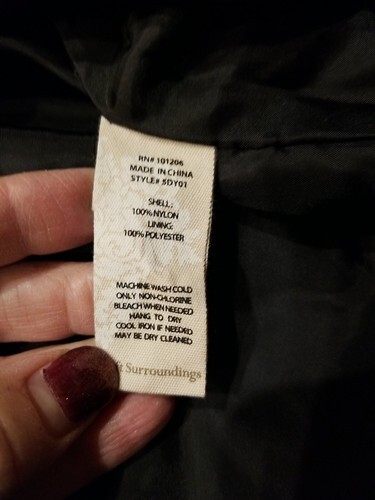 RN# 101206
MADE IN CHINA
STYLE# 5DY01
SHELL:
100% NYLON
LINING:
100% POLYESTER
MACHINE WASH COLD
ONLY NON-CHLORINE
BLEACH WHEN NEEDED
HANG TO DRY
COOL IRON IF NEEDED
MAY BE DRY CLEANED
t Surroundings